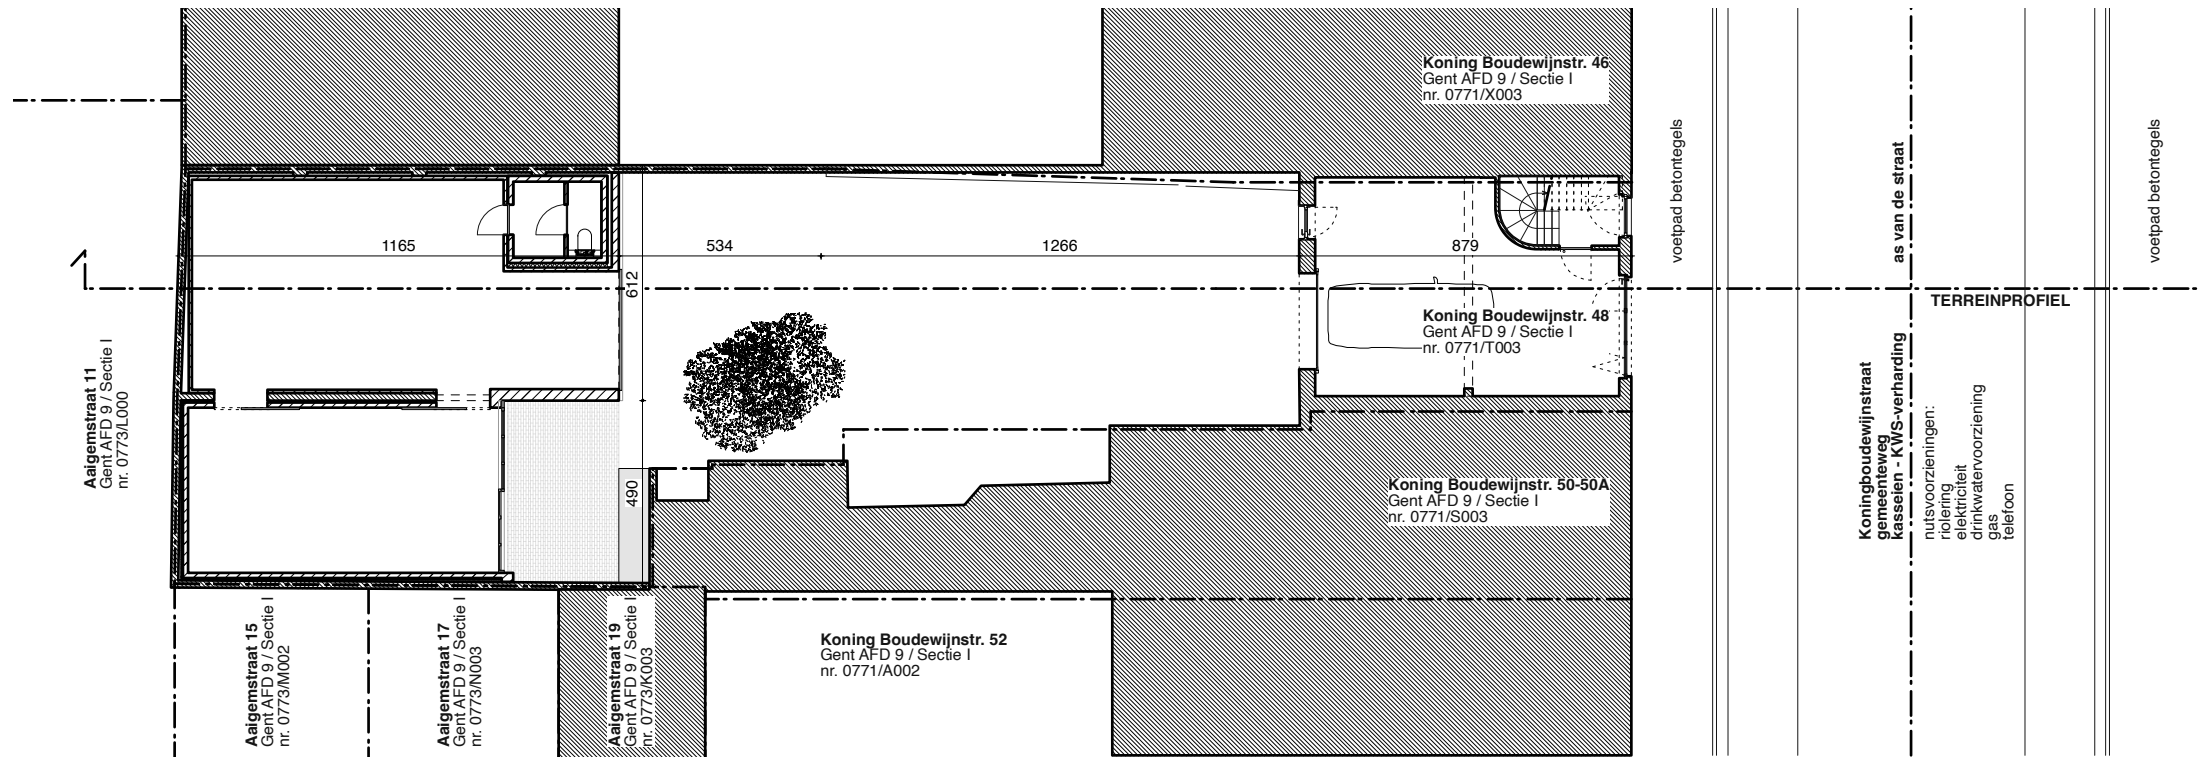 Koning Boudewijnstr. 46
Gent AFD 9 / Sectie I
nr. 0771/X003
voetpad betontegels
as van de straat
voetpad betontegels
1165
534
1266
879
612
TERREINPROFIEL
Koning Boudewijnstr. 48
Gent AFD 9 / Sectie I
nr. 0771/T003
Aaigemstraat 11
Gent AFD 9 / Sectie I
nr. 0773/L000
490
Koning Boudewijnstr. 50-50A
Gent AFD 9 / Sectie I
nr. 0771/S003
Koningboudewijnstraat
gemeenteweg
kasseien - KWS-verharding
nutsvoorzieningen:
riolering
elektriciteit
drinkwatervoorziening
gas
telefoon
Aaigemstraat 15
Gent AFD 9 / Sectie I
nr. 0773/M002
Aaigemstraat 17
Gent AFD 9 / Sectie I
nr. 0773/N003
Aaigemstraat 19
Gent AFD 9 / Sectie I
nr. 0773/K003
Koning Boudewijnstr. 52
Gent AFD 9 / Sectie I
nr. 0771/A002